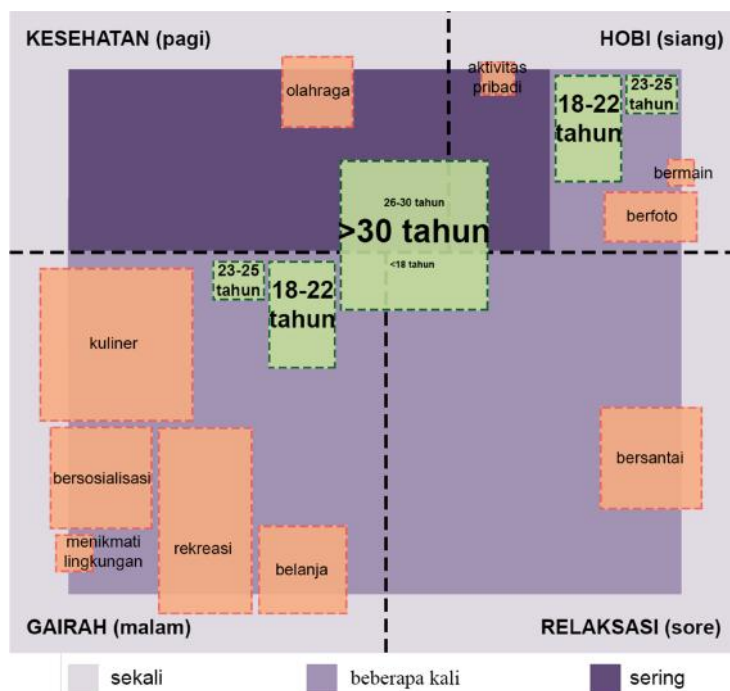 KESEHATAN (pagi)
HOBI (siang)
olahraga
aktivitas
pribadi
18-22
tahun
23-25
tahun
bermain
berfoto
26-30 tahun
>30 tahun
<18 tahun
23-25
tahun
18-22
tahun
kuliner
bersosialisasi
menikmati
lingkungan
rekreasi
belanja
bersantai
GAIRAH (malam)
RELAKSASI (sore)
sekali
beberapa kali
sering